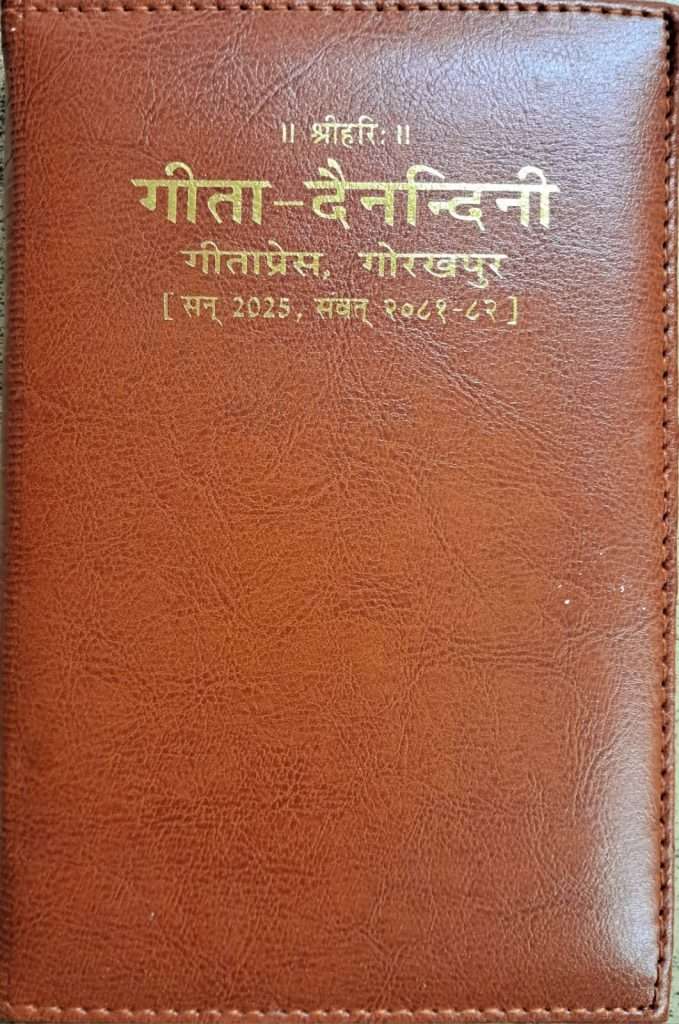 ॥ श्रीहरिः ॥
गीता-दैनन्दिनी
गीताप्रेस, गोरखपुर
[ सन् 2025, संवत् २०८१-८२ ]